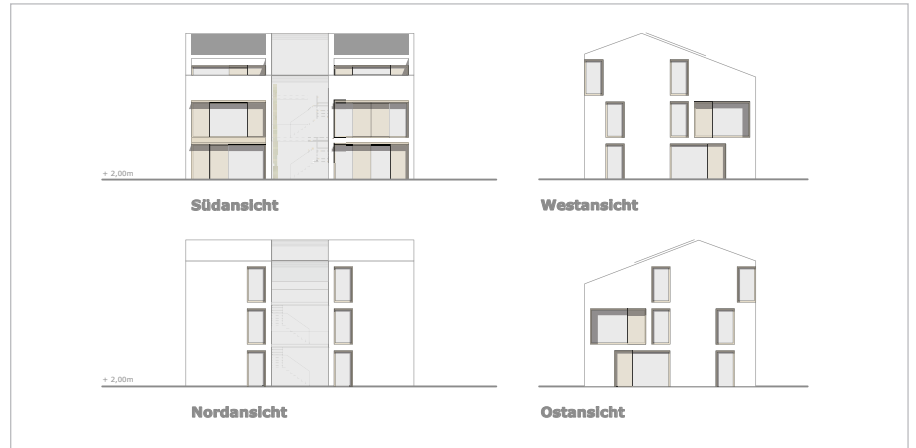 + 2,00m
Südansicht
Westansicht
+ 2,00m
Nordansicht
Ostansicht